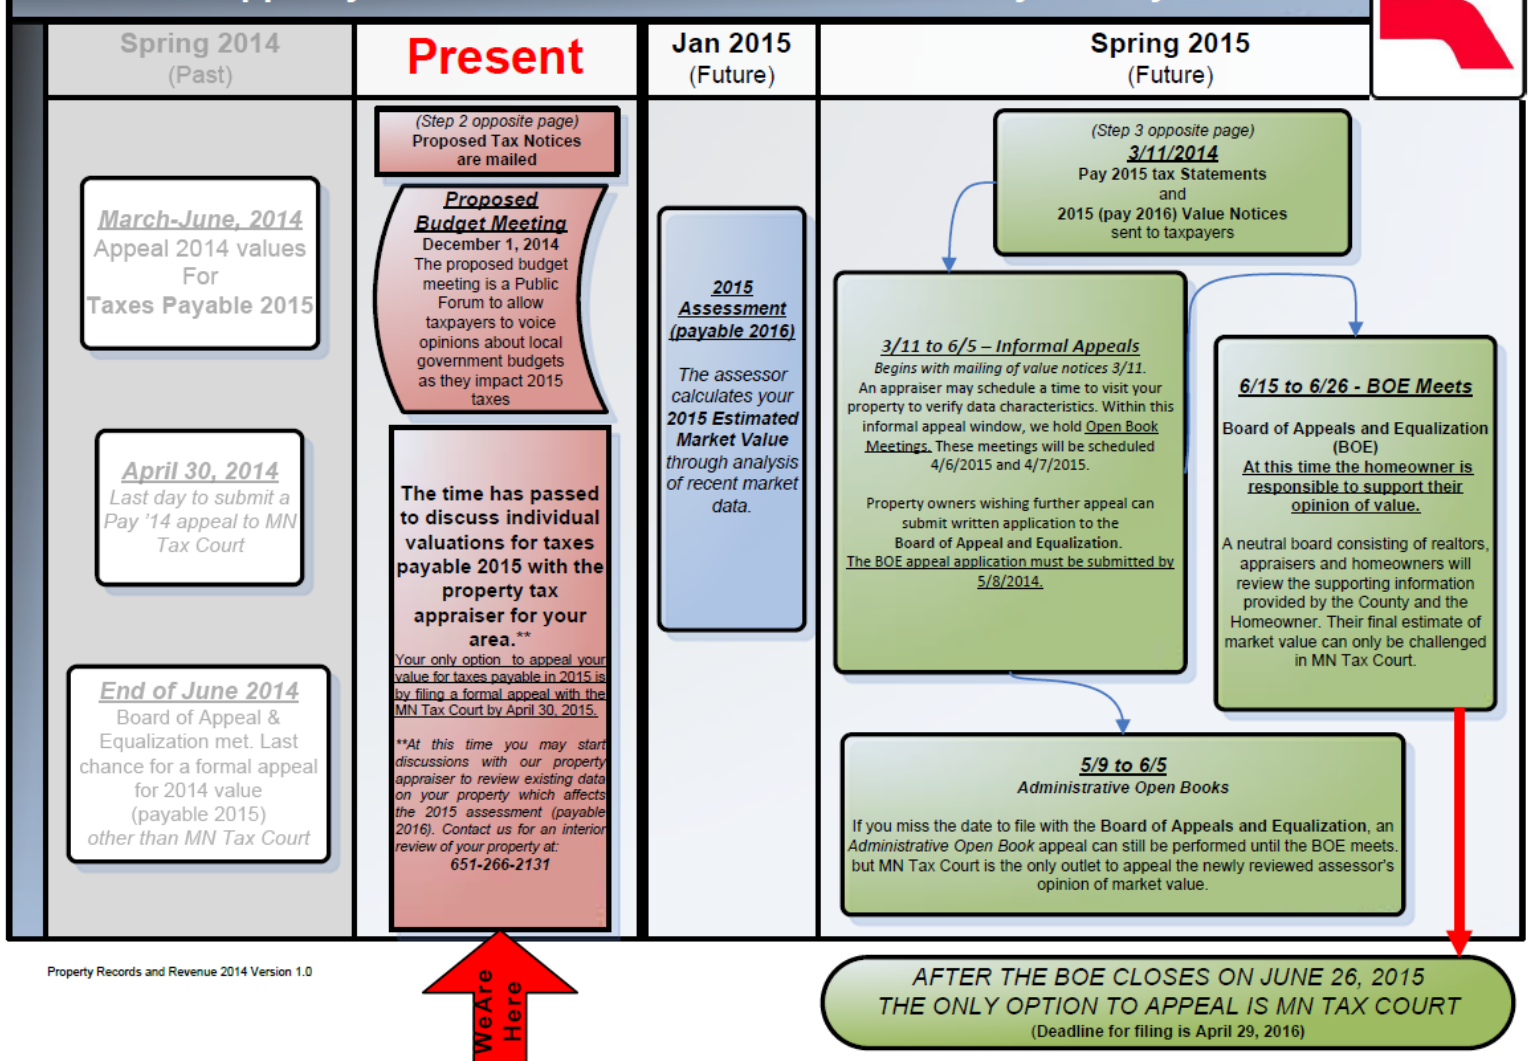 Spring 2014
(Past)
Present
Jan 2015
(Future)
Spring 2015
(Future)
March-June, 2014
Appeal 2014 values
For
Taxes Payable 2015
April 30, 2014
Last day to submit a
Pay '14 appeal to MN
Tax Court
End of June 2014
Board of Appeal &
Equalization met. Last
chance for a formal appeal
for 2014 value
(payable 2015)
other than MN Tax Court
(Step 2 opposite page)
Proposed Tax Notices
are mailed
Proposed
Budget Meeting
December 1, 2014
The proposed budget
meeting is a Public
Forum to allow
taxpayers to voice
opinions about local
government budgets
as they impact 2015
taxes
The time has passed
to discuss individual
valuations for taxes
payable 2015 with the
property tax
appraiser for your
area.**
Your only option to appeal your
value for taxes payable in 2015 is
by filing a formal appeal with the
MN Tax Court by April 30, 2015.
**At this time you may start
discussions with our property
appraiser to review existing data
on your property which affects
the 2015 assessment (payable
2016). Contact us for an interior
review of your property at:
651-266-2131
2015
Assessment
(payable 2016)
The assessor
calculates your
2015 Estimated
Market Value
through analysis
of recent market
data.
(Step 3 opposite page)
3/11/2014
Pay 2015 tax Statements
and
2015 (pay 2016) Value Notices
sent to taxpayers
3/11 to 6/5 – Informal Appeals
Begins with mailing of value notices 3/11.
An appraiser may schedule a time to visit your
property to verify data characteristics. Within this
informal appeal window, we hold Open Book
Meetings. These meetings will be scheduled
4/6/2015 and 4/7/2015.
Property owners wishing further appeal can
submit written application to the
Board of Appeal and Equalization.
The BOE appeal application must be submitted by
5/8/2014.
6/15 to 6/26 - BOE Meets
Board of Appeals and Equalization
(BOE)
At this time the homeowner is
responsible to support their
opinion of value.
A neutral board consisting of realtors,
appraisers and homeowners will
review the supporting information
provided by the County and the
Homeowner. Their final estimate of
market value can only be challenged
in MN Tax Court.
5/9 to 6/5
Administrative Open Books
If you miss the date to file with the Board of Appeals and Equalization, an
Administrative Open Book appeal can still be performed until the BOE meets.
but MN Tax Court is the only outlet to appeal the newly reviewed assessor's
opinion of market value.
Property Records and Revenue 2014 Version 1.0
We Are
Here
AFTER THE BOE CLOSES ON JUNE 26, 2015
THE ONLY OPTION TO APPEAL IS MN TAX COURT
(Deadline for filing is April 29, 2016)